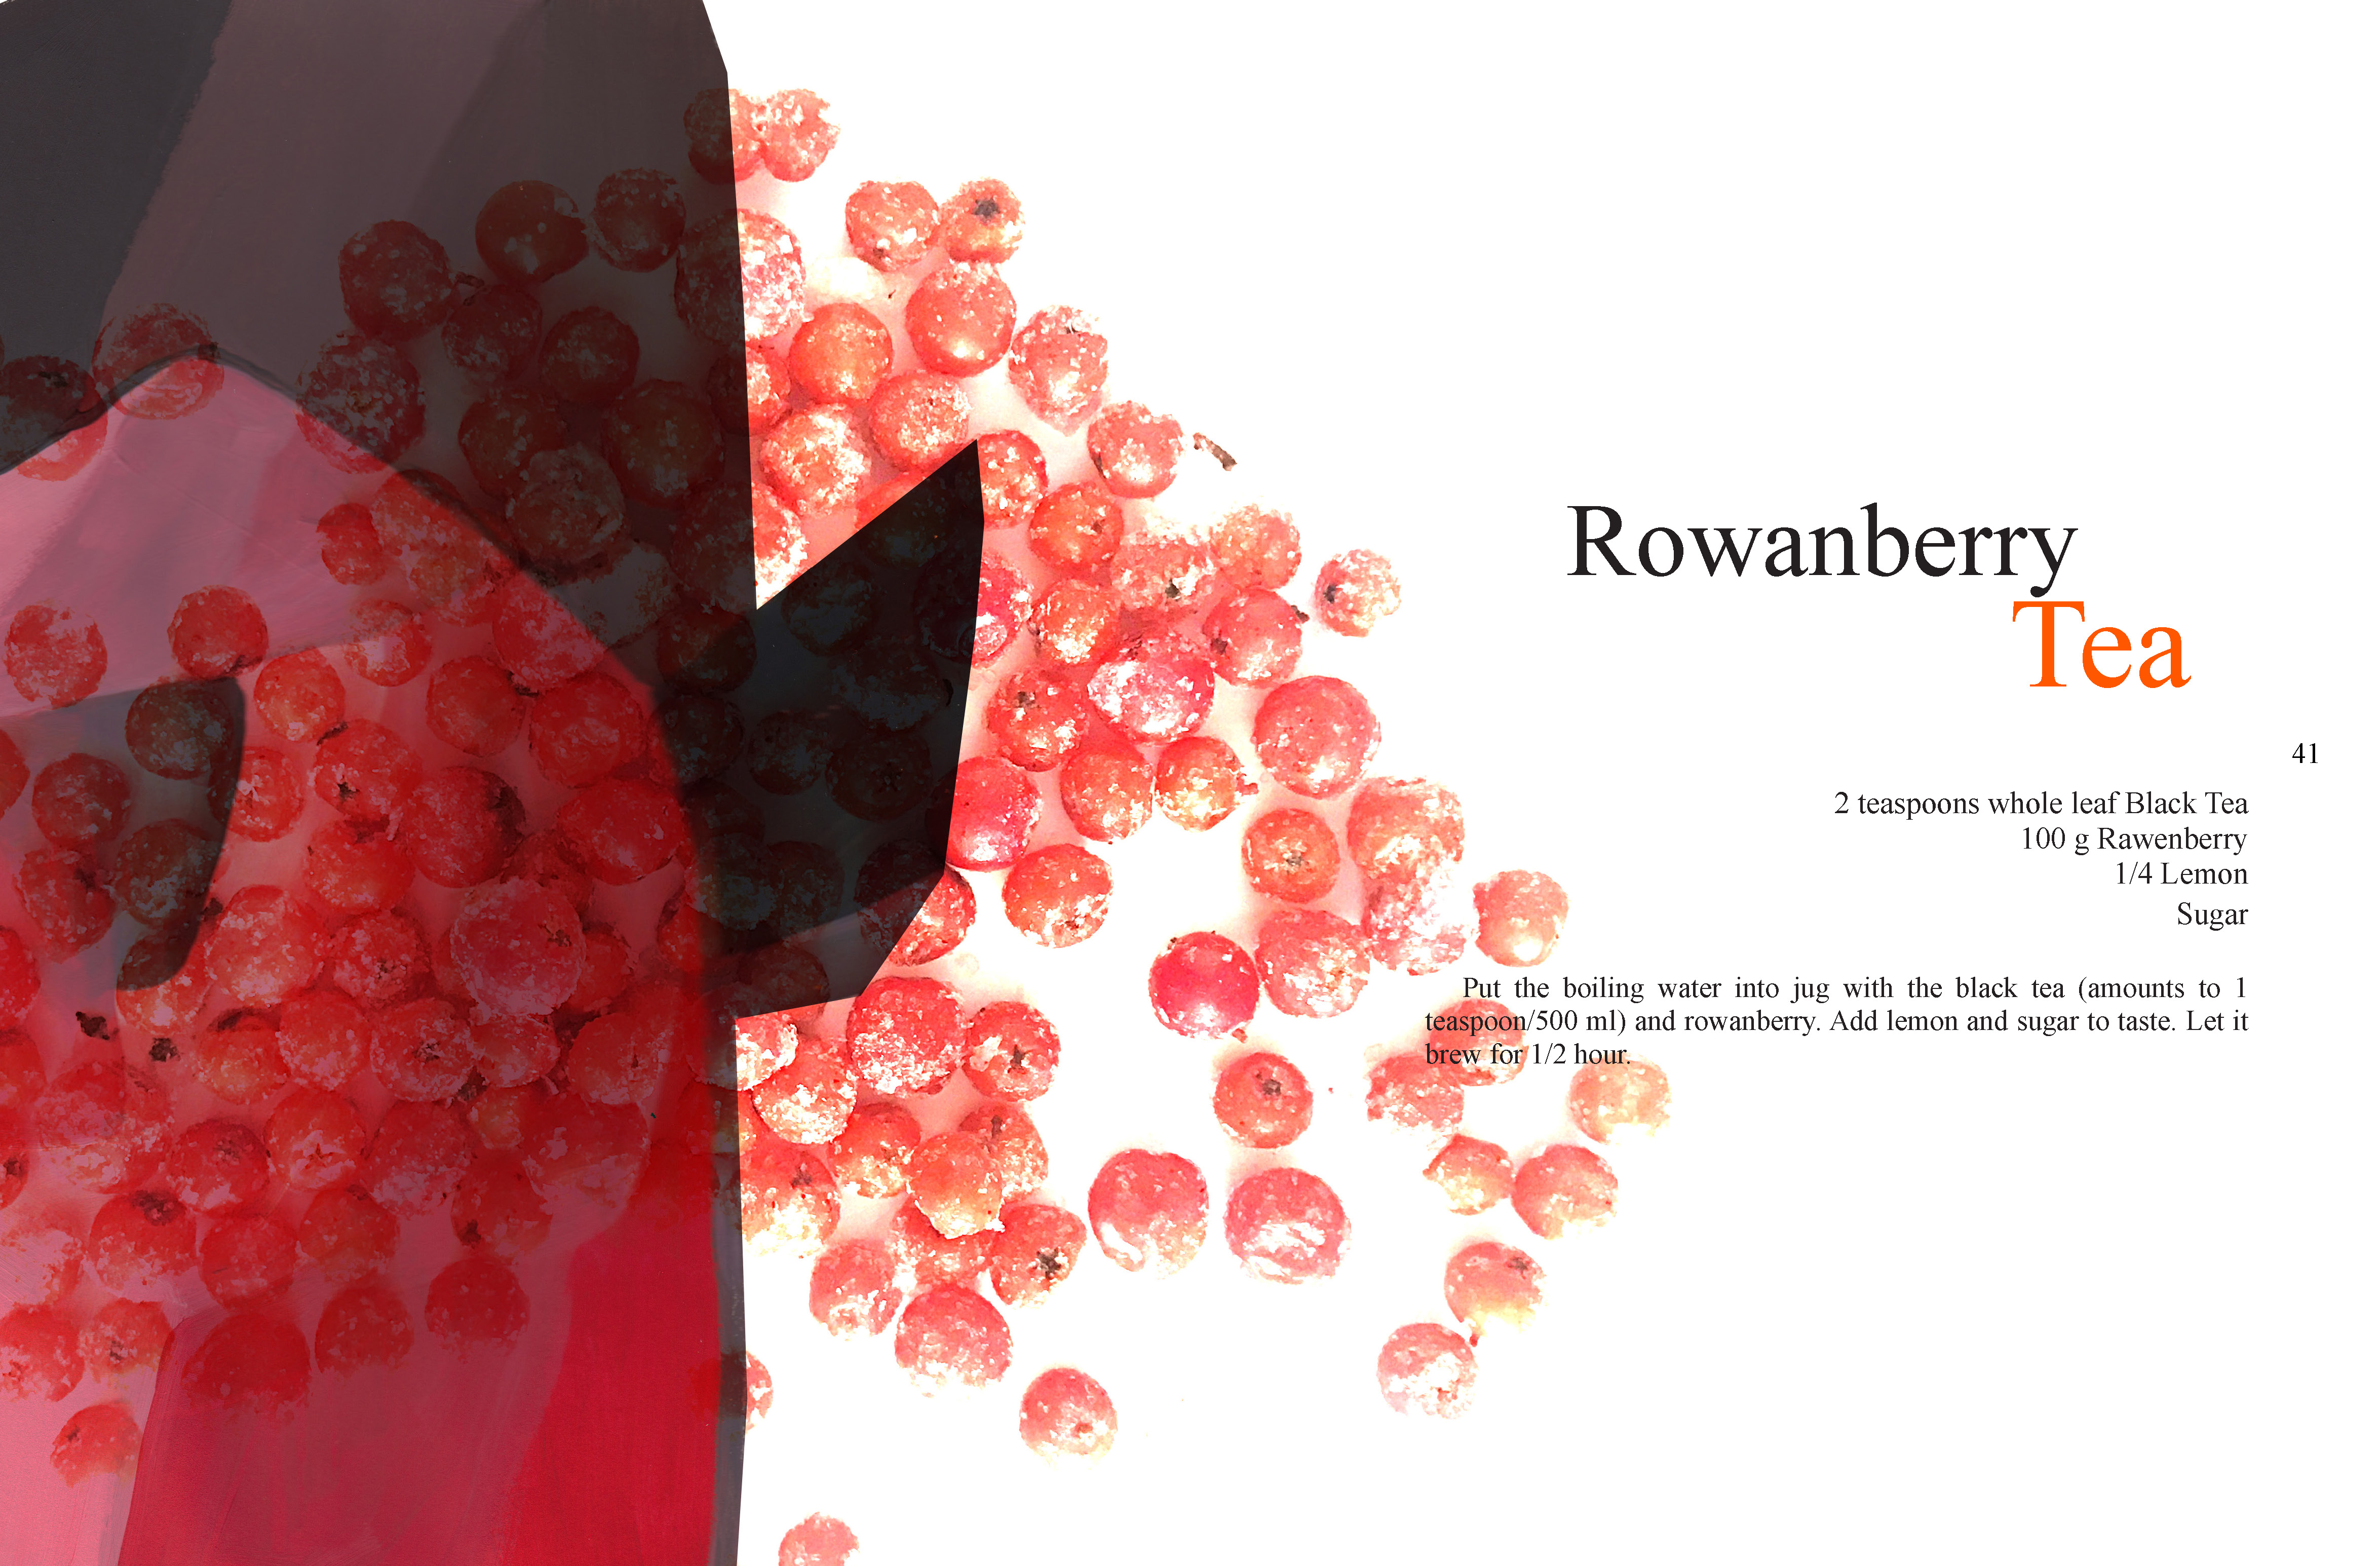 Rowanberry
Tea
41
2 teaspoons whole leaf Black Tea
100 g Rawenberry
1/4 Lemon
Sugar
Put the boiling water into jug with the black tea (amounts to 1
teaspoon/500 ml) and rowanberry. Add lemon and sugar to taste. Let it
brew for 1/2 hour.